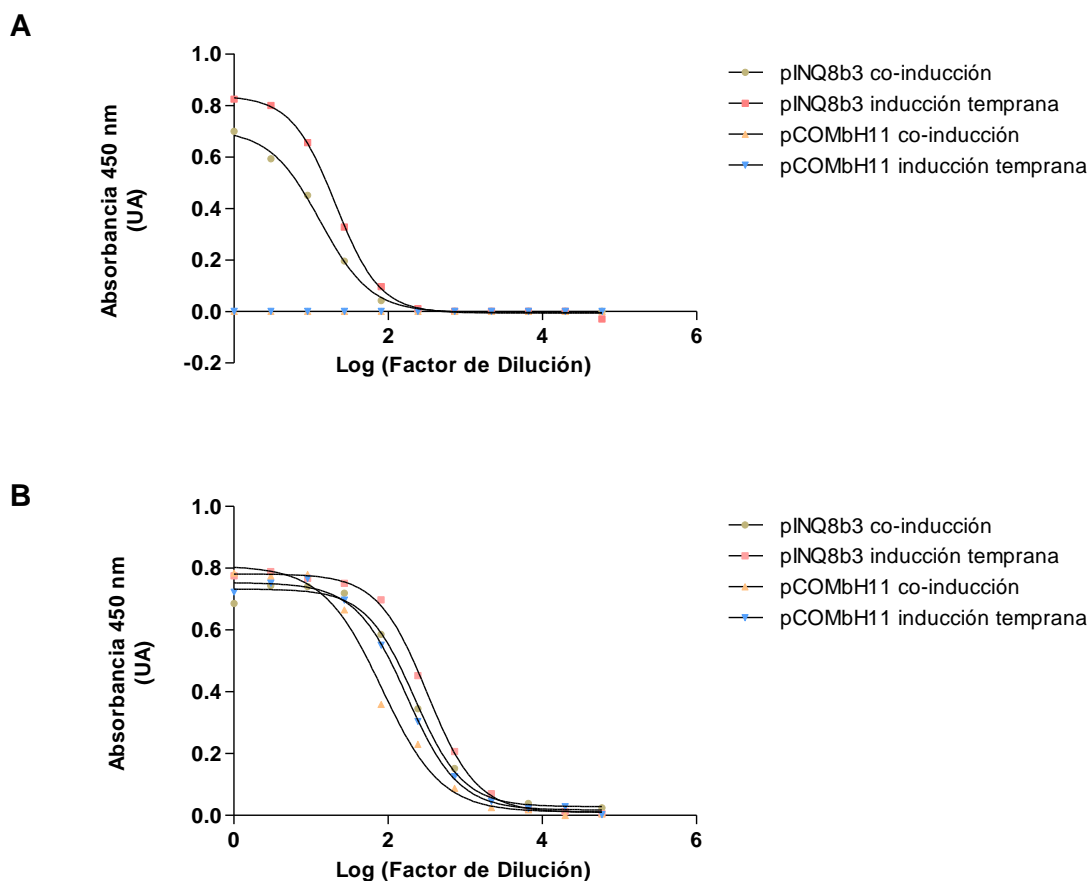 A
1.0
0.8
0.6
0.4
0.2
0.0
-0.2
2
4
6
Absorbancia 450 nm
(UA)
Log (Factor de Dilución)
pINQ8b3 co-inducción
pINQ8b3 inducción temprana
pCOMbH11 co-inducción
pCOMbH11 inducción temprana
B
1.0
0.8
0.6
0.4
0.2
0.0
0
2
4
6
Absorbancia 450 nm
(UA)
Log (Factor de Dilución)
pINQ8b3 co-inducción
pINQ8b3 inducción temprana
pCOMbH11 co-inducción
pCOMbH11 inducción temprana